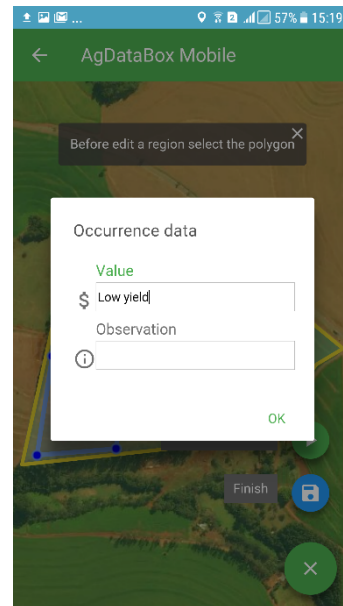 ... 2 57% 15:19
AgDataBox Mobile
Before edit a region select the polygon
Occurrence data
Value
$ Low yield
Observation
OK
Finish